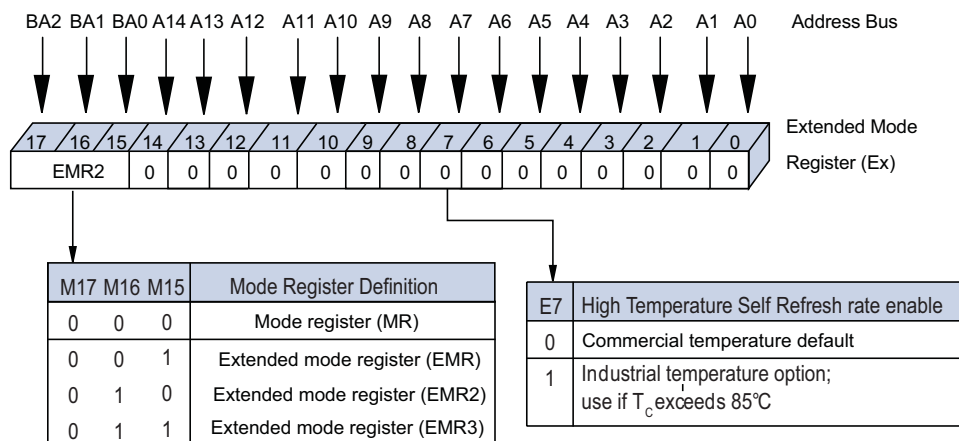 BA2 BA1 BA0 A14 A13 A12 A11 A10 A9 A8 A7 A6 A5 A4 A3 A2 A1 A0 Address Bus
17 16 15 14 13 12 11 10 9 8 7 6 5 4 3 2 1 0 Extended Mode
EMR2 0 0 0 0 0 0 0 0 0 0 0 0 0 0 0 Register (Ex)
M17 M16 M15 Mode Register Definition
0 0 0 Mode register (MR)
0 0 1 Extended mode register (EMR)
0 1 0 Extended mode register (EMR2)
0 1 1 Extended mode register (EMR3)
E7 High Temperature Self Refresh rate enable
0 Commercial temperature default
1 Industrial temperature option;
use if TC exceeds 85°C